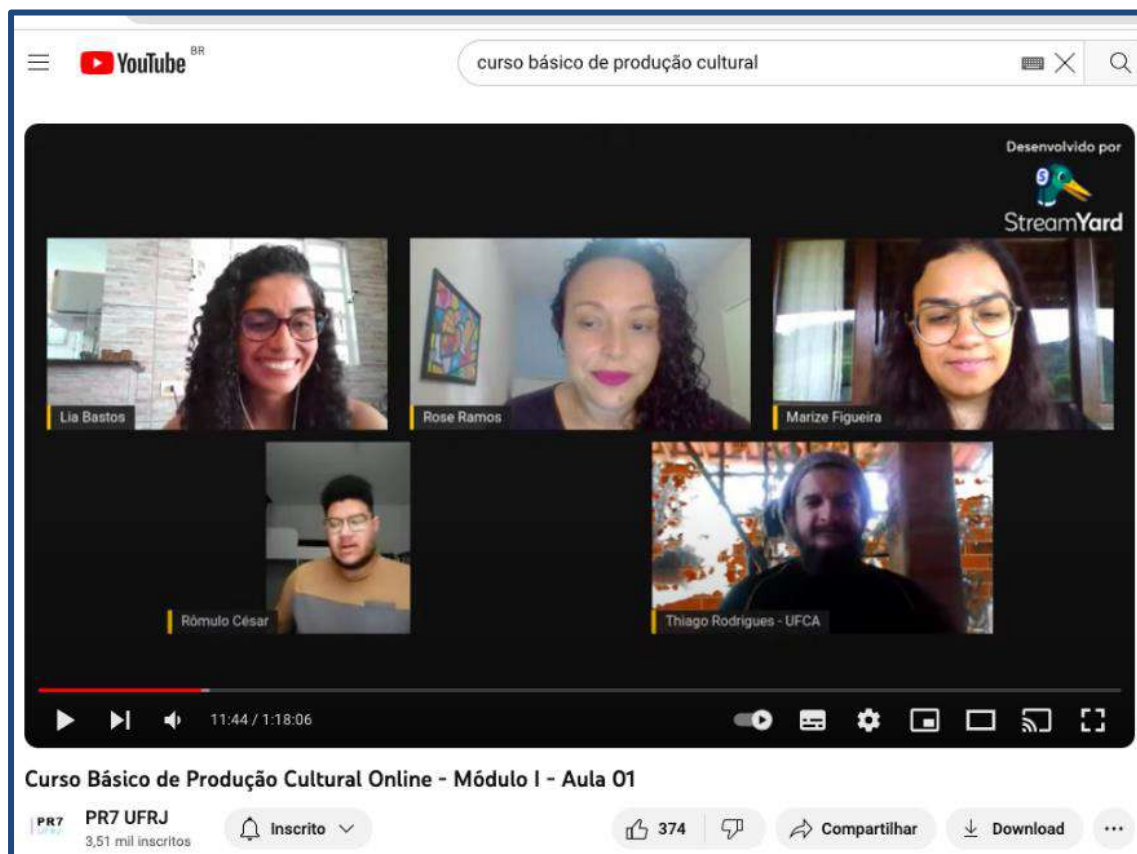 YouTube BR
curso básico de produção cultural
Desenvolvido por
StreamYard
Lia Bastos
Rose Ramos
Marize Figueira
Rômulo César
Thiago Rodrigues - UFCA
11:44 / 1:18:06
Curso Básico de Produção Cultural Online - Módulo I - Aula 01
PR7
UFRJ
PR7 UFRJ
3,51 mil inscritos
Inscrito
374
Compartilhar
Download